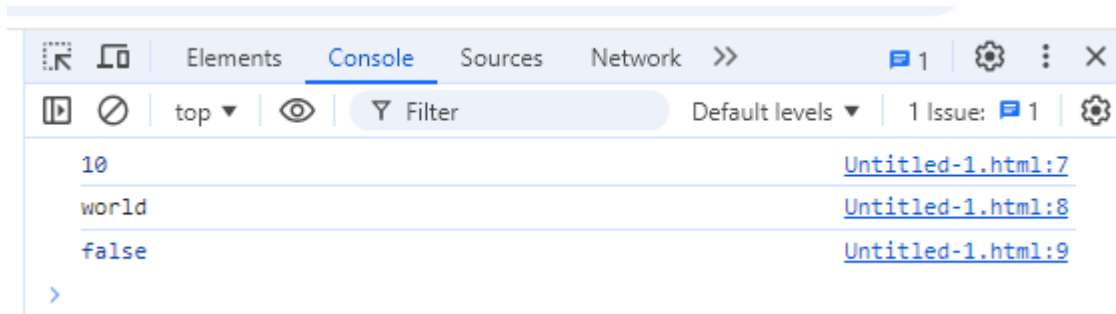 Elements Console Sources Network 1
top Filter Default levels 1 Issue: 1
10 Untitled-1.html:7
world Untitled-1.html:8
false Untitled-1.html:9